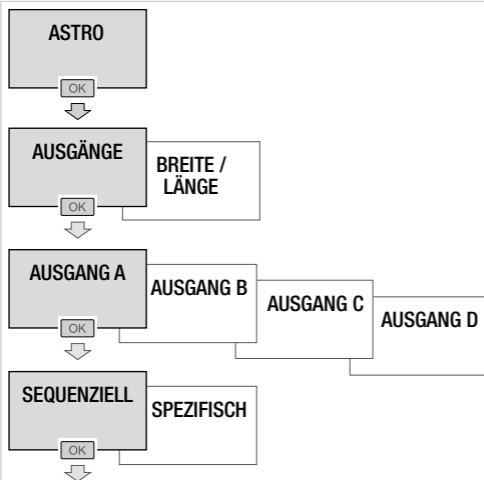 ASTRO
OK
AUSGÄNGE
BREITE /
LÄNGE
OK
AUSGANG A
AUSGANG B
AUSGANG C
AUSGANG D
OK
SEQUENZIELL
SPEZIFISCH
OK